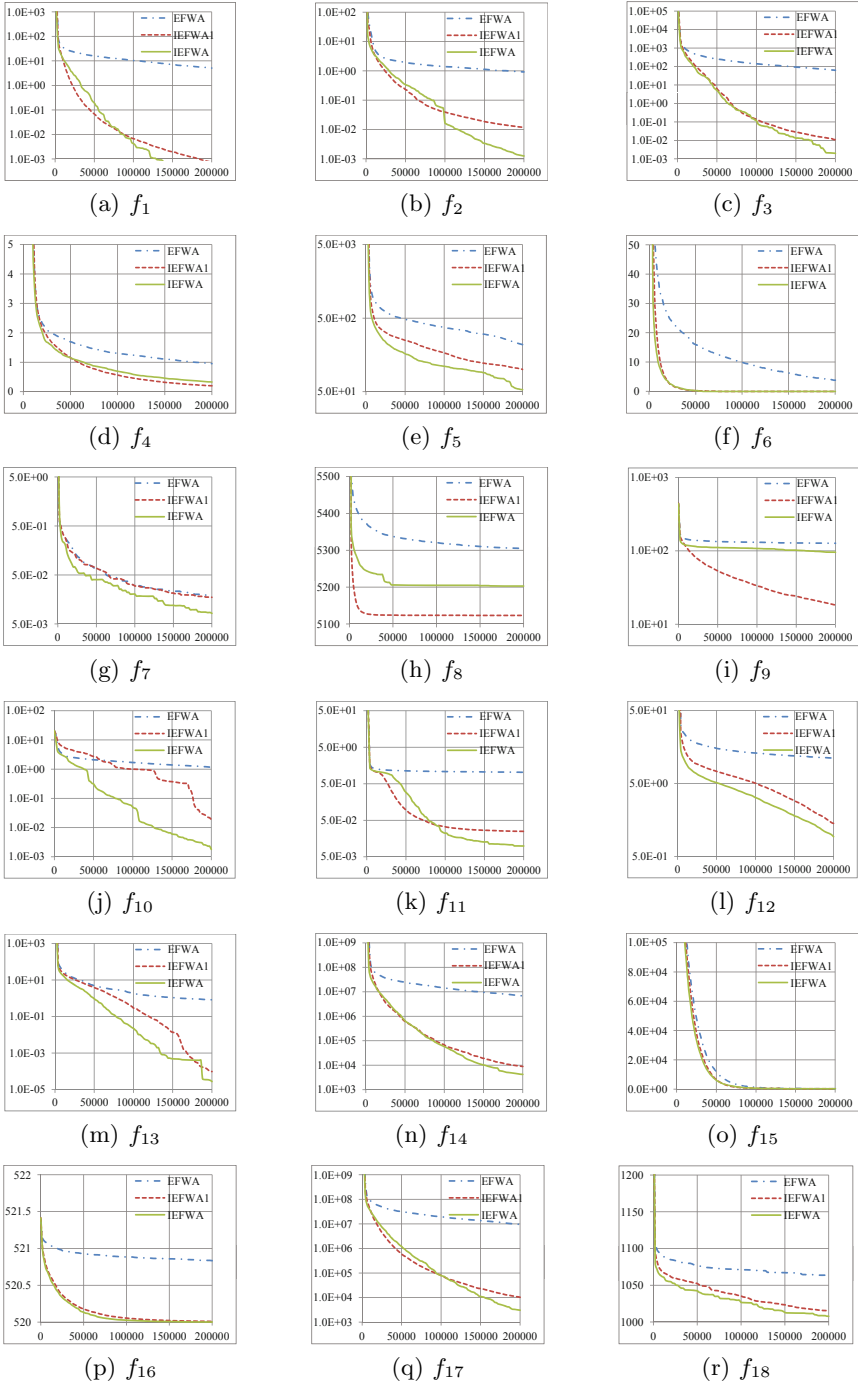 1.0E+03
1.0E+02
1.0E+01
1.0E+00
1.0E-01
1.0E-02
1.0E-03
0 50000 100000 150000 200000
EFWA
IEFWA1
IEFWA
(a) f1
1.0E+02
1.0E+01
1.0E+00
1.0E-01
1.0E-02
1.0E-03
0 50000 100000 150000 200000
EFWA
IEFWA1
IEFWA
(b) f2
1.0E+05
1.0E+04
1.0E+03
1.0E+02
1.0E+01
1.0E+00
1.0E-01
1.0E-02
1.0E-03
0 50000 100000 150000 200000
EFWA
IEFWA1
IEFWA
(c) f3
5
4
3
2
1
0
0 50000 100000 150000 200000
EFWA
IEFWA1
IEFWA
(d) f4
5.0E+03
5.0E+02
5.0E+01
0 50000 100000 150000 200000
EFWA
IEFWA1
IEFWA
(e) f5
50
40
30
20
10
0
0 50000 100000 150000 200000
EFWA
IEFWA1
IEFWA
(f) f6
5.0E+00
5.0E-01
5.0E-02
5.0E-03
0 50000 100000 150000 200000
EFWA
IEFWA1
IEFWA
(g) f7
5500
5400
5300
5200
5100
0 50000 100000 150000 200000
EFWA
IEFWA1
IEFWA
(h) f8
1.0E+03
1.0E+02
1.0E+01
0 50000 100000 150000 200000
EFWA
IEFWA1
IEFWA
(i) f9
1.0E+02
1.0E+01
1.0E+00
1.0E-01
1.0E-02
1.0E-03
0 50000 100000 150000 200000
EFWA
IEFWA1
IEFWA
(j) f10
5.0E+01
5.0E+00
5.0E-01
5.0E-02
5.0E-03
0 50000 100000 150000 200000
EFWA
IEFWA1
IEFWA
(k) f11
5.0E+01
5.0E+00
5.0E-01
0 50000 100000 150000 200000
EFWA
IEFWA1
IEFWA
(l) f12
1.0E+03
1.0E+01
1.0E-01
1.0E-03
1.0E-05
0 50000 100000 150000 200000
EFWA
IEFWA1
IEFWA
(m) f13
1.0E+09
1.0E+08
1.0E+07
1.0E+06
1.0E+05
1.0E+04
1.0E+03
0 50000 100000 150000 200000
EFWA
IEFWA1
IEFWA
(n) f14
1.0E+05
8.0E+04
6.0E+04
4.0E+04
2.0E+04
0.0E+00
0 50000 100000 150000 200000
EFWA
IEFWA1
IEFWA
(o) f15
522
521.5
521
520.5
520
0 50000 100000 150000 200000
EFWA
IEFWA1
IEFWA
(p) f16
1.0E+09
1.0E+08
1.0E+07
1.0E+06
1.0E+05
1.0E+04
1.0E+03
0 50000 100000 150000 200000
EFWA
IEFWA1
IEFWA
(q) f17
1200
1150
1100
1050
1000
0 50000 100000 150000 200000
EFWA
IEFWA1
IEFWA
(r) f18